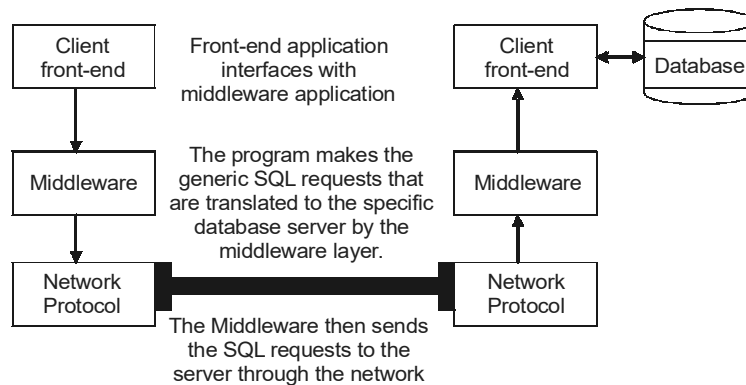 Client
front-end
Front-end application
interfaces with
middleware application
Client
front-end
Database
Middleware
The program makes the
generic SQL requests that
are translated to the specific
database server by the
middleware layer.
Middleware
Network
Protocol
Network
Protocol
The Middleware then sends
the SQL requests to the
server through the network